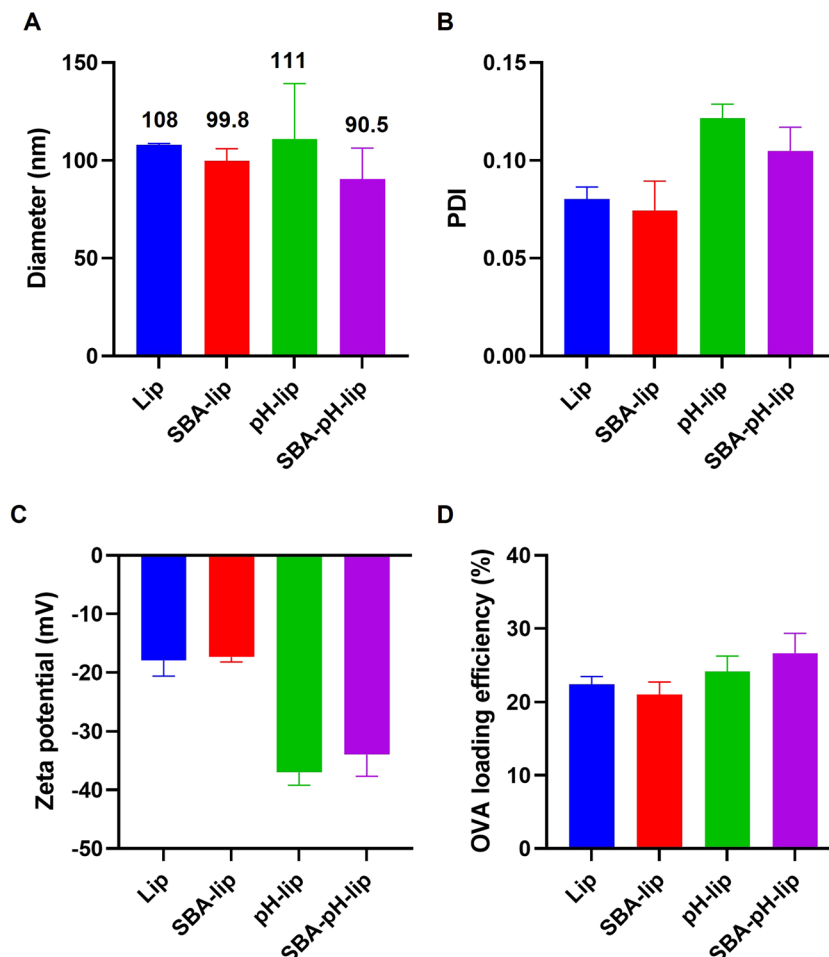 A
Diameter (nm)
150
100
50
0
108
99.8
111
90.5
Lip
SBA-lip
pH-lip
SBA-pH-lip
B
PDI
0.15
0.10
0.05
0.00
Lip
SBA-lip
pH-lip
SBA-pH-lip
C
Zeta potential (mV)
0
-10
-20
-30
-40
-50
Lip
SBA-lip
pH-lip
SBA-pH-lip
D
OVA loading efficiency (%)
40
30
20
10
0
Lip
SBA-lip
pH-lip
SBA-pH-lip